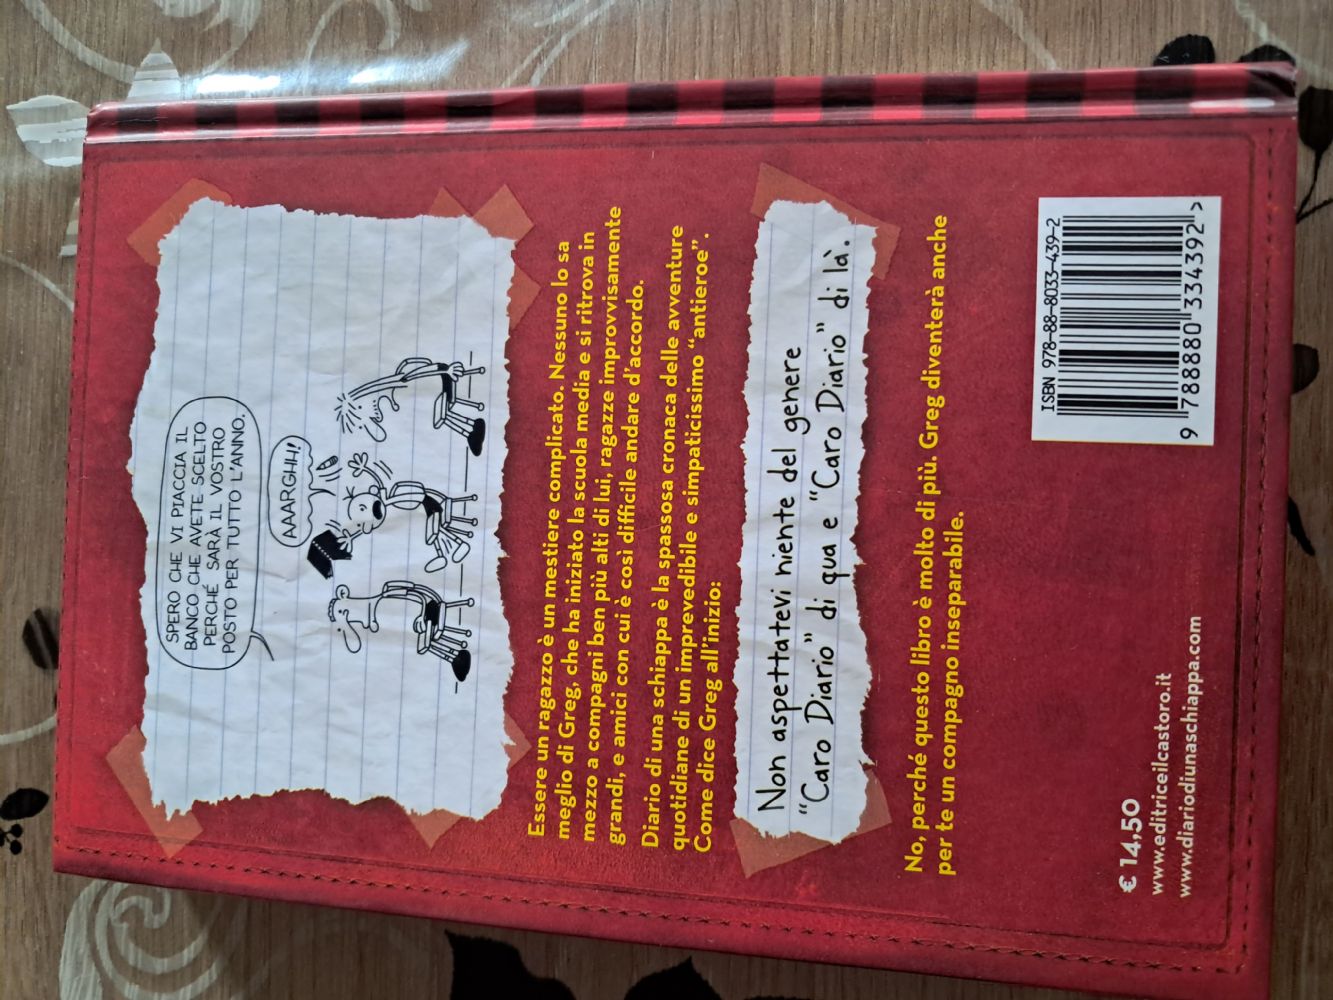 SPERO CHE VI PIACCIA IL
BANCO CHE AVETE SCELTO
PERCHÉ SARÀ IL VOSTRO
POSTO PER TUTTO L'ANNO.
AAARGHH!
Essere un ragazzo è un mestiere complicato. Nessuno lo sa
meglio di Greg, che ha iniziato la scuola media e si ritrova in
mezzo a compagni ben più alti di lui, ragazze improvvisamente
grandi, e amici con cui è così difficile andare d'accordo.
Diario di una schiappa è la spassosa cronaca delle avventure
quotidiane di un imprevedibile e simpaticissimo “antieroe”.
Come dice Greg all'inizio:
Non aspettatevi niente del genere
“Caro Diario” di qua e “Caro Diario” di là.
No, perché questo libro è molto di più. Greg diventerà anche
per te un compagno inseparabile.
€ 14,50
www.editriceilcastoro.it
www.diariodiunaschiappa.com
ISBN 978-88-8033-439-2
9 788880 334392 >